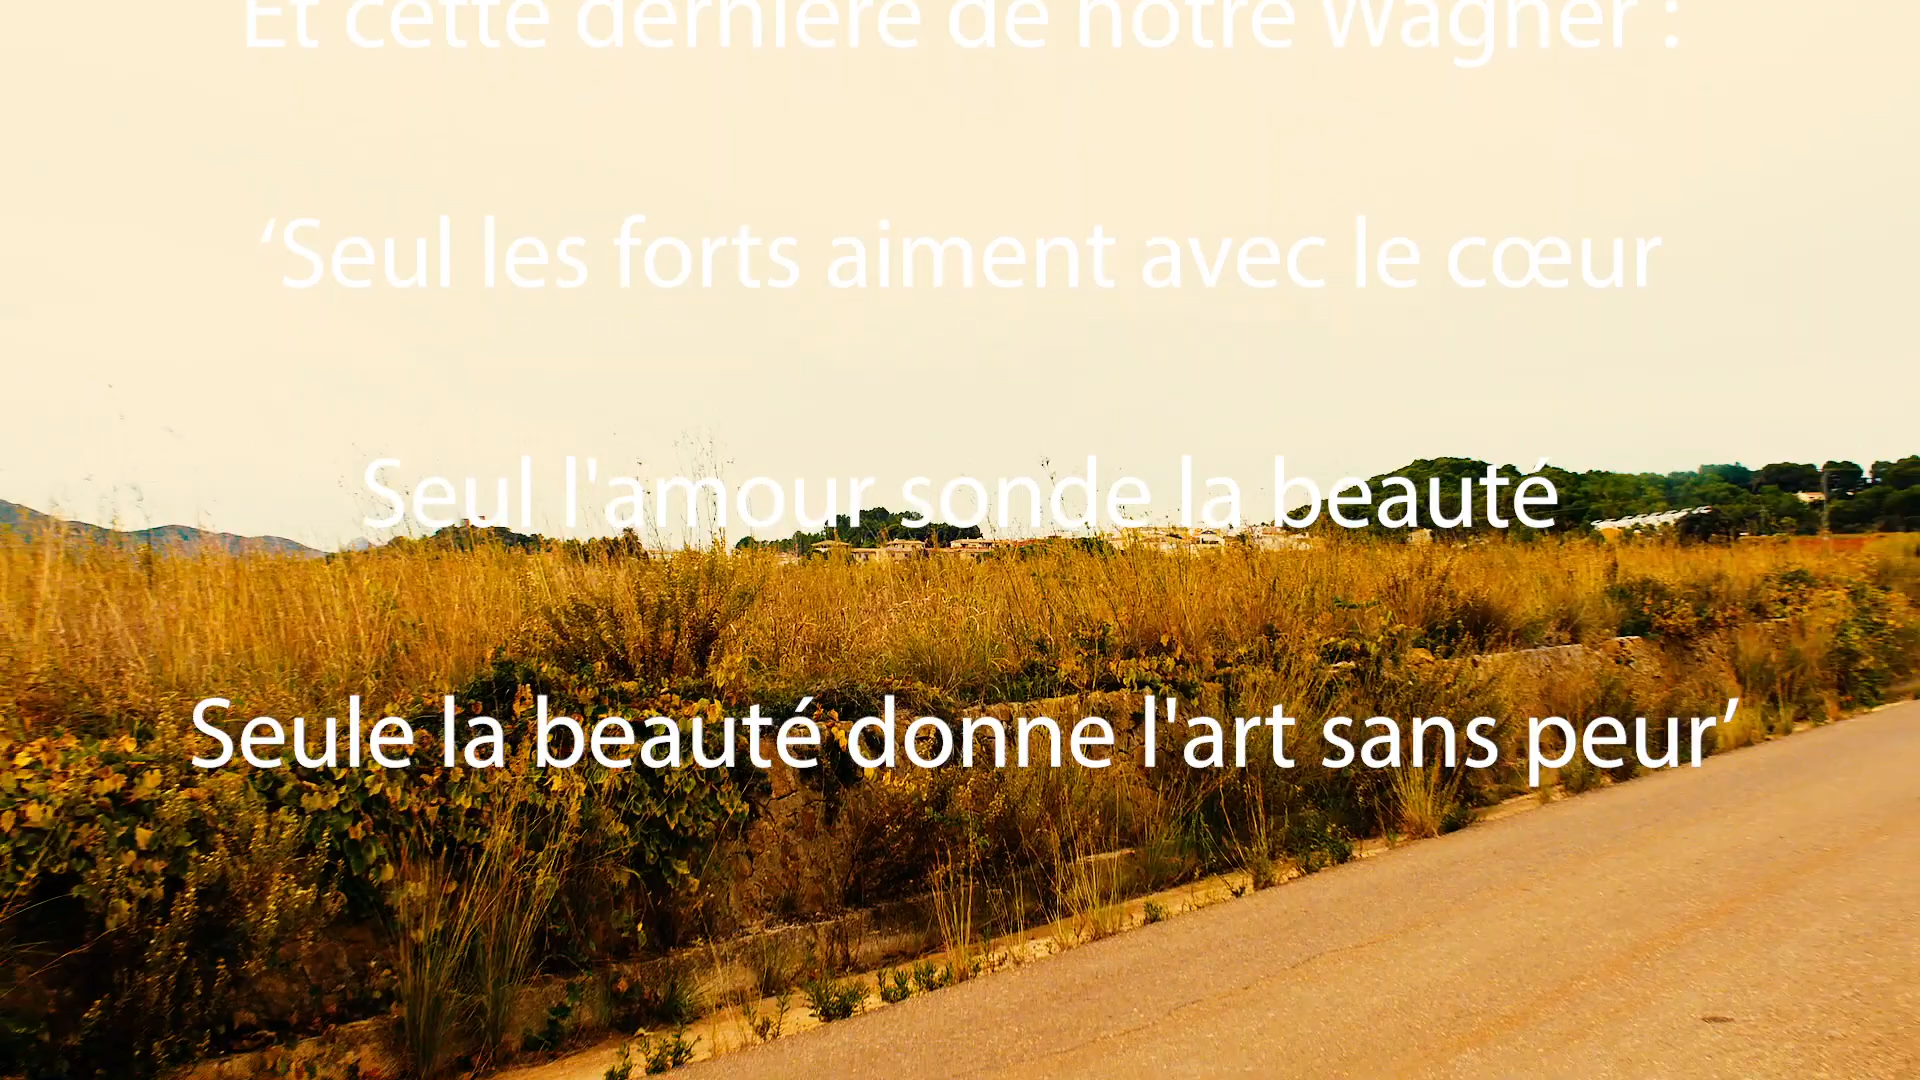 Et cette dernière de notre Wagner :
‘Seul les forts aiment avec le cœur
Seul l'amour sonde la beauté
Seule la beauté donne l'art sans peur’